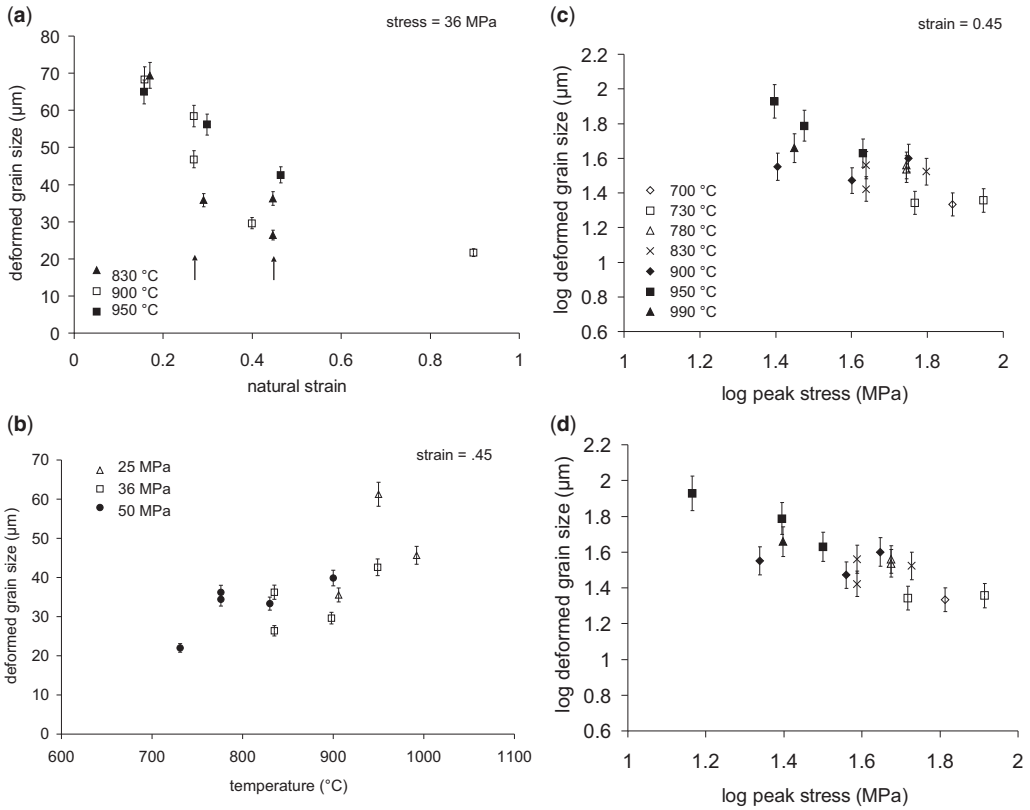 (a)
stress = 36 MPa
deformed grain size (μm)
80
70
60
50
40
30
20
10
0
830 °C
900 °C
950 °C
0 0.2 0.4 0.6 0.8 1
natural strain
(b)
strain = .45
deformed grain size (μm)
70
60
50
40
30
20
10
0
25 MPa
36 MPa
50 MPa
600 700 800 900 1000 1100
temperature (°C)
(c)
strain = 0.45
log deformed grain size (μm)
2.2
2
1.8
1.6
1.4
1.2
1
0.8
0.6
700 °C
730 °C
780 °C
830 °C
900 °C
950 °C
990 °C
1 1.2 1.4 1.6 1.8 2
log peak stress (MPa)
(d)
log deformed grain size (μm)
2.2
2
1.8
1.6
1.4
1.2
1
0.8
0.6
1 1.2 1.4 1.6 1.8 2
log peak stress (MPa)